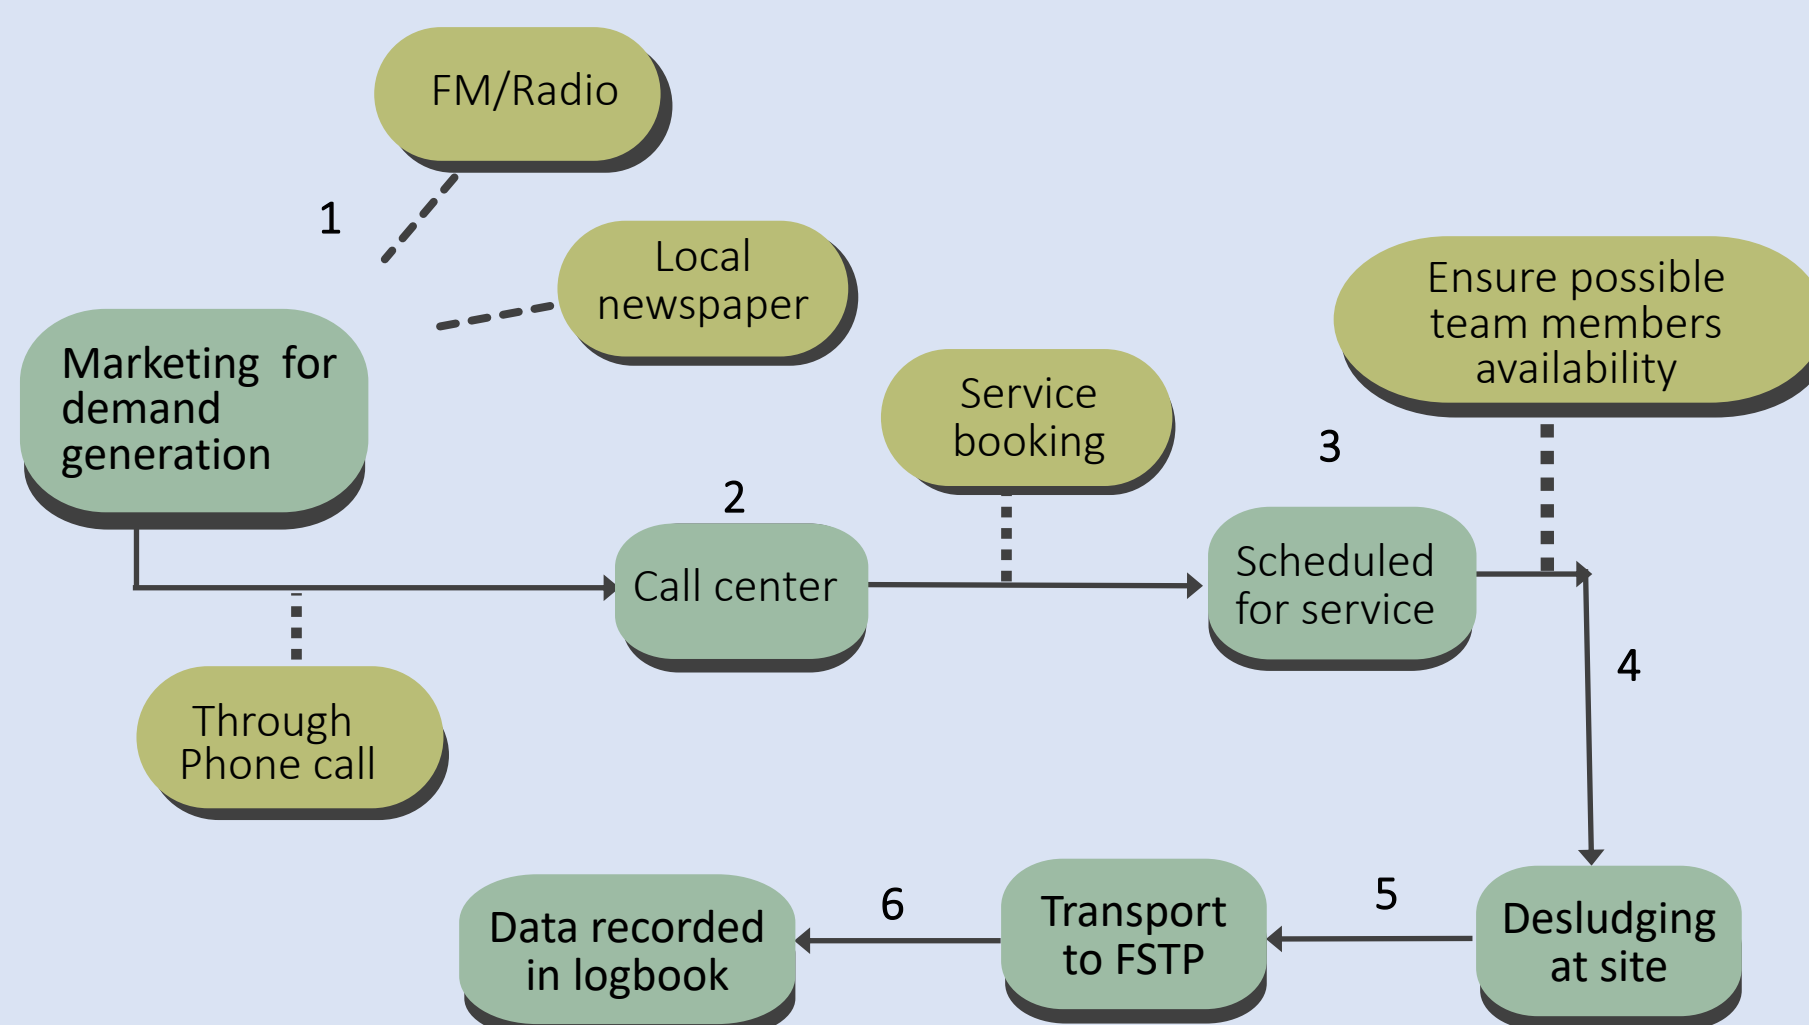 FM/Radio
1
Local
newspaper
Marketing for
demand
generation
Through
Phone call
2
Call center
Service
booking
3
Scheduled
for service
Ensure possible
team members
availability
4
Desludging
at site
5
Transport
to FSTP
6
Data recorded
in logbook